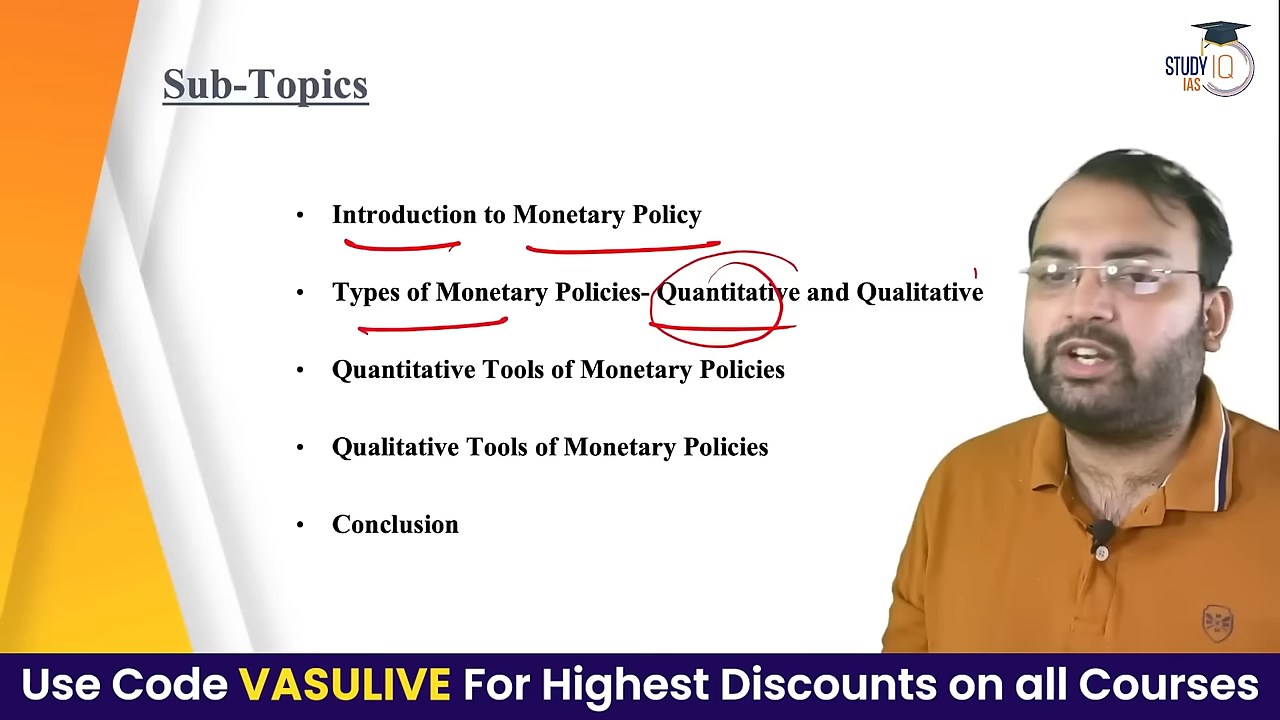 STUDY IQ
IAS
Sub-Topics
• Introduction to Monetary Policy
• Types of Monetary Policies- Quantitative and Qualitative
• Quantitative Tools of Monetary Policies
• Qualitative Tools of Monetary Policies
• Conclusion
Use Code VASULIVE For Highest Discounts on all Courses